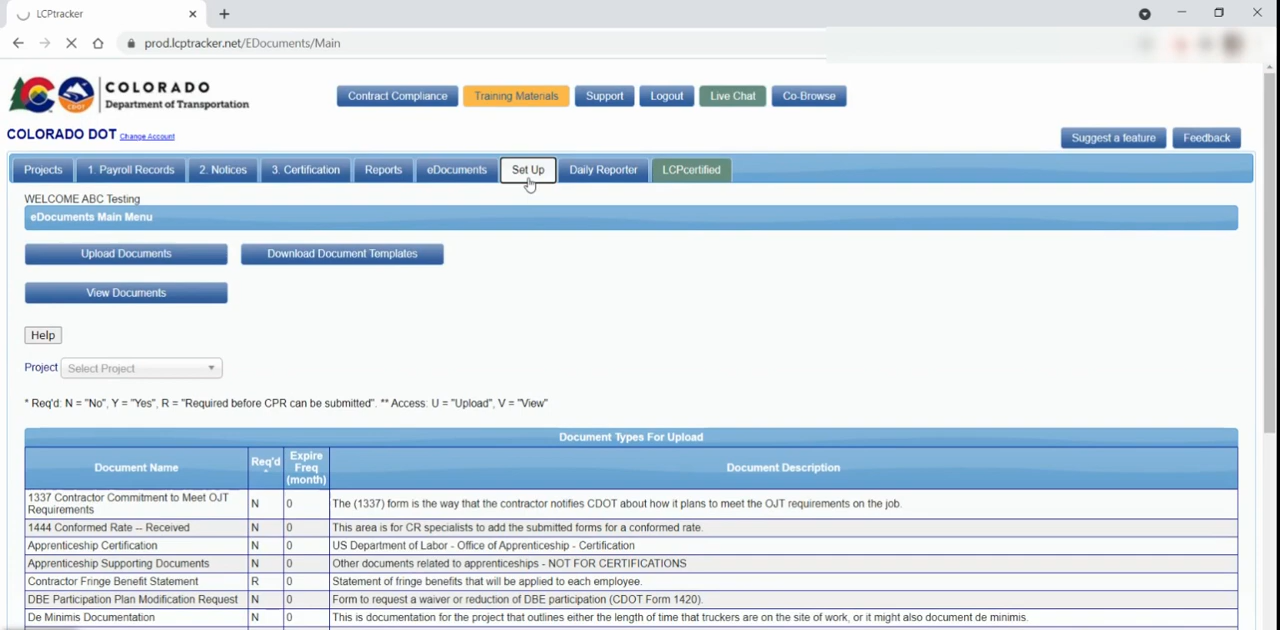 LCPtracker
prod.lcptracker.net/EDocuments/Main
COLORADO
Department of Transportation
CDOT
Contract Compliance Training Materials Support Logout Live Chat Co-Browse
COLORADO DOT Change Account
Suggest a feature Feedback
Projects 1. Payroll Records 2. Notices 3. Certification Reports eDocuments Set Up Daily Reporter LCPcertified
WELCOME ABC Testing
eDocuments Main Menu
Upload Documents Download Document Templates
View Documents
Help
Project Select Project
* Req'd: N = "No", Y = "Yes", R = "Required before CPR can be submitted". ** Access: U = "Upload", V = "View"
Document Types For Upload
Document Name Req'd Expire Freq (month) Document Description
1337 Contractor Commitment to Meet OJT
Requirements N 0 The (1337) form is the way that the contractor notifies CDOT about how it plans to meet the OJT requirements on the job.
1444 Conformed Rate -- Received N 0 This area is for CR specialists to add the submitted forms for a conformed rate.
Apprenticeship Certification N 0 US Department of Labor - Office of Apprenticeship - Certification
Apprenticeship Supporting Documents N 0 Other documents related to apprenticeships - NOT FOR CERTIFICATIONS
Contractor Fringe Benefit Statement R 0 Statement of fringe benefits that will be applied to each employee.
DBE Participation Plan Modification Request N 0 Form to request a waiver or reduction of DBE participation (CDOT Form 1420).
De Minimis Documentation N 0 This is documentation for the project that outlines either the length of time that truckers are on the site of work, or it might also document de minimis.